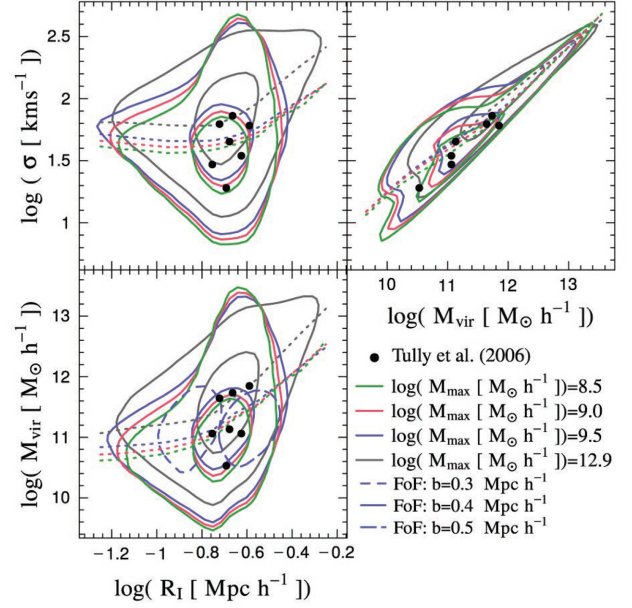 2.5
2
1.5
1
log( σ [ kms⁻¹ ])
10 11 12 13
log( M_vir [ M_⊙ h⁻¹ ])
13
12
11
10
log( M_vir [ M_⊙ h⁻¹ ])
−1.2 −1 −0.8 −0.6 −0.4 −0.2
log( R_I [ Mpc h⁻¹ ])
Tully et al. (2006)
log( M_max [ M_⊙ h⁻¹ ])=8.5
log( M_max [ M_⊙ h⁻¹ ])=9.0
log( M_max [ M_⊙ h⁻¹ ])=9.5
log( M_max [ M_⊙ h⁻¹ ])=12.9
FoF: b=0.3 Mpc h⁻¹
FoF: b=0.4 Mpc h⁻¹
FoF: b=0.5 Mpc h⁻¹